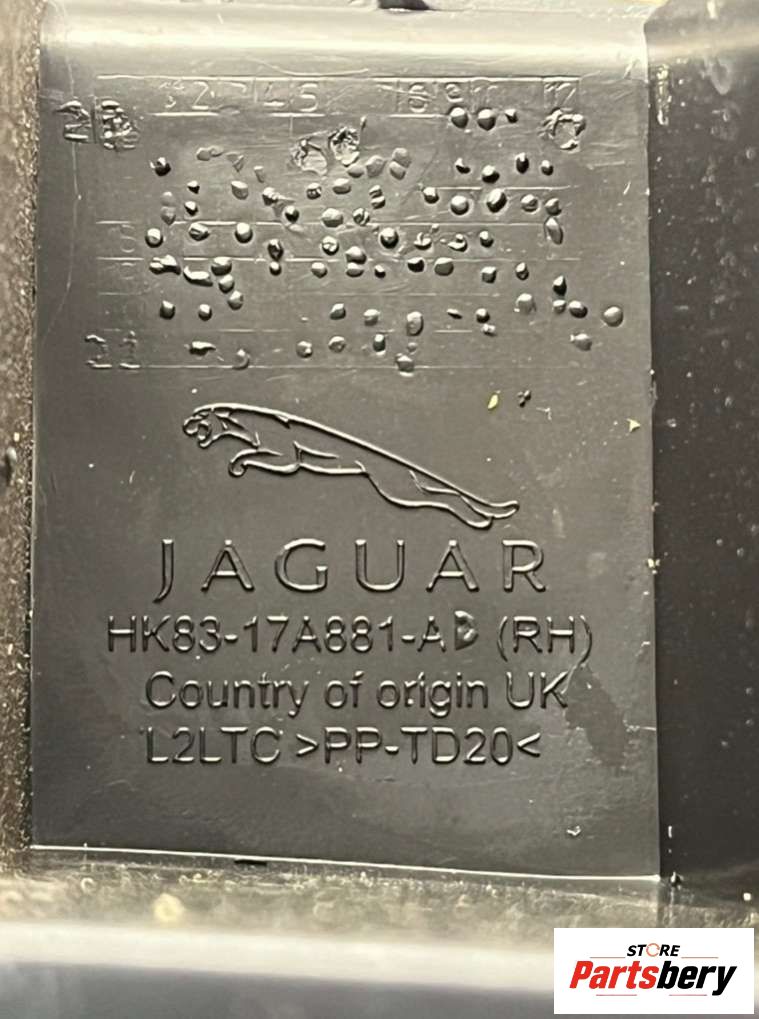 JAGUAR
HK83-17A881-AB (RH)
Country of origin UK
L2LTC >PP-TD20<
STORE
Partsbery